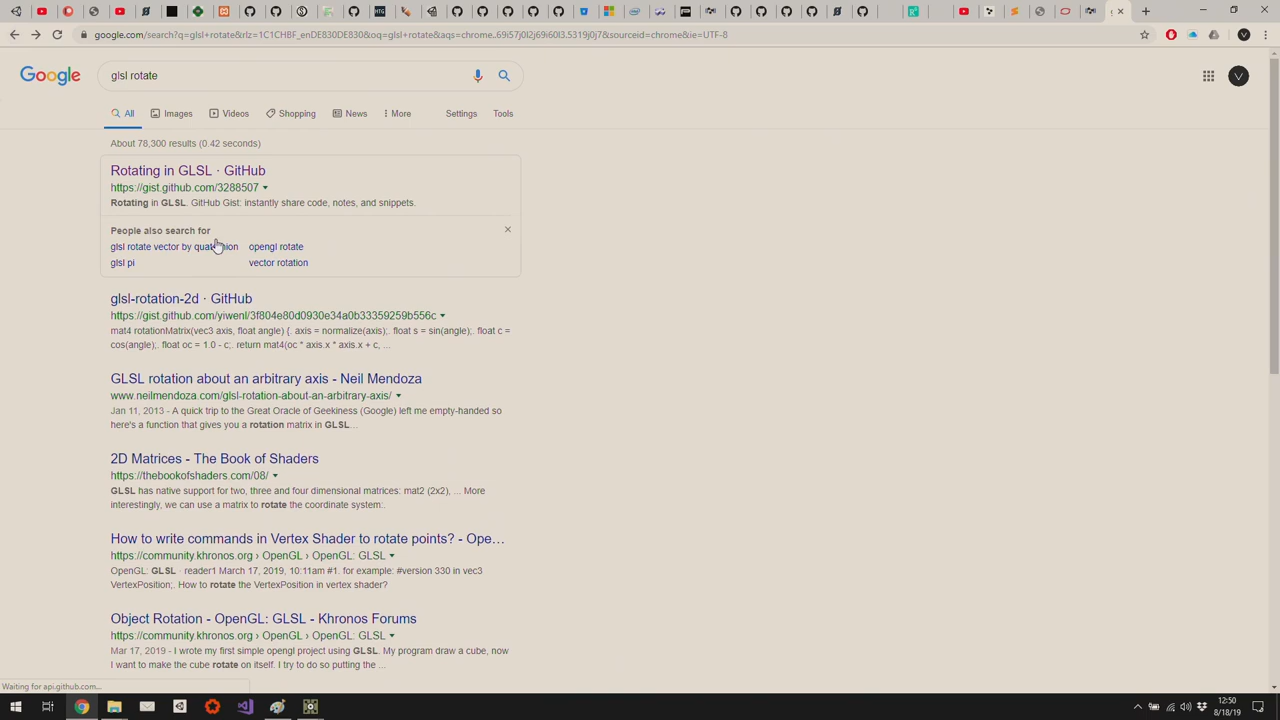 google.com/search?q=glsl+rotate&rlz=1C1CHBF_enDE830DE830&oq=glsl+rotate&aqs=chrome..69i57j0l2j69i60l3.5319j0j7&sourceid=chrome&ie=UTF-8
Google
glsl rotate
V
All Images Videos Shopping News More Settings Tools
About 78,300 results (0.42 seconds)
Rotating in GLSL · GitHub
https://gist.github.com/3288507
Rotating in GLSL. GitHub Gist: instantly share code, notes, and snippets.
People also search for
glsl rotate vector by opengl rotate
glsl pi vector rotation
glsl-rotation-2d · GitHub
https://gist.github.com/yiwenl/3f804e80d0930e34a0b33359259b556c
mat4 rotationMatrix(vec3 axis, float angle) {. axis = normalize(axis);. float s = sin(angle);. float c =
cos(angle);. float oc = 1.0 - c;. return mat4(oc * axis.x * axis.x + c, ...
GLSL rotation about an arbitrary axis - Neil Mendoza
www.neilmendoza.com/glsl-rotation-about-an-arbitrary-axis/
Jan 11, 2013 - A quick trip to the Great Oracle of Geekiness (Google) left me empty-handed so
here's a function that gives you a rotation matrix in GLSL...
2D Matrices - The Book of Shaders
https://thebookofshaders.com/08/
GLSL has native support for two, three and four dimensional matrices: mat2 (2x2), ... More
interestingly, we can use a matrix to rotate the coordinate system:.
How to write commands in Vertex Shader to rotate points? - Ope…
https://community.khronos.org › OpenGL › OpenGL: GLSL
OpenGL: GLSL · reader1 March 17, 2019, 10:11am #1. for example: #version 330 in vec3
VertexPosition;. How to rotate the VertexPosition in vertex shader?
Object Rotation - OpenGL: GLSL - Khronos Forums
https://community.khronos.org › OpenGL › OpenGL: GLSL
Mar 17, 2019 - I wrote my first simple opengl project using GLSL. My program draw a cube, now
I want to make the cube rotate on itself. I try to do so putting the ...
Waiting for api.github.com...
12:50
8/18/19